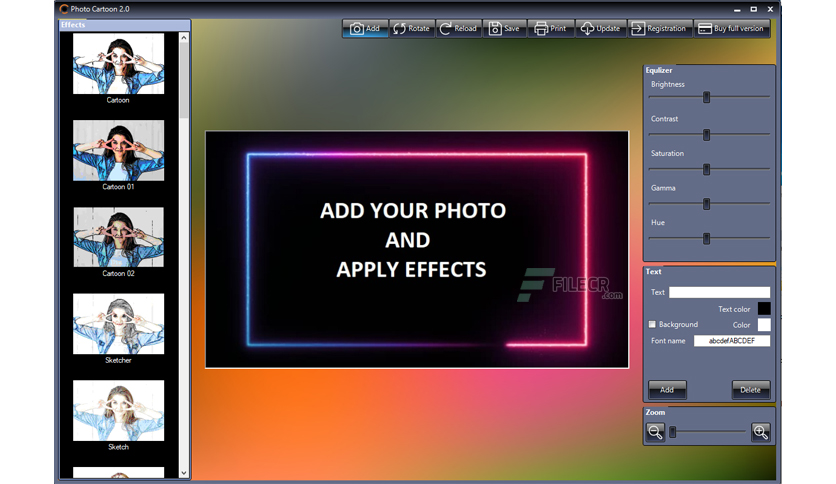 Photo Cartoon 2.0
Effects
Add
Rotate
Reload
Save
Print
Update
Registration
Buy full version
Cartoon
Cartoon 01
Cartoon 02
Sketcher
Sketch
ADD YOUR PHOTO
AND
APPLY EFFECTS
FILECR
.com
Equlizer
Brightness
Contrast
Saturation
Gamma
Hue
Text
Text
Text color
Background
Color
Font name
abcdefABCDEF
Add
Delete
Zoom